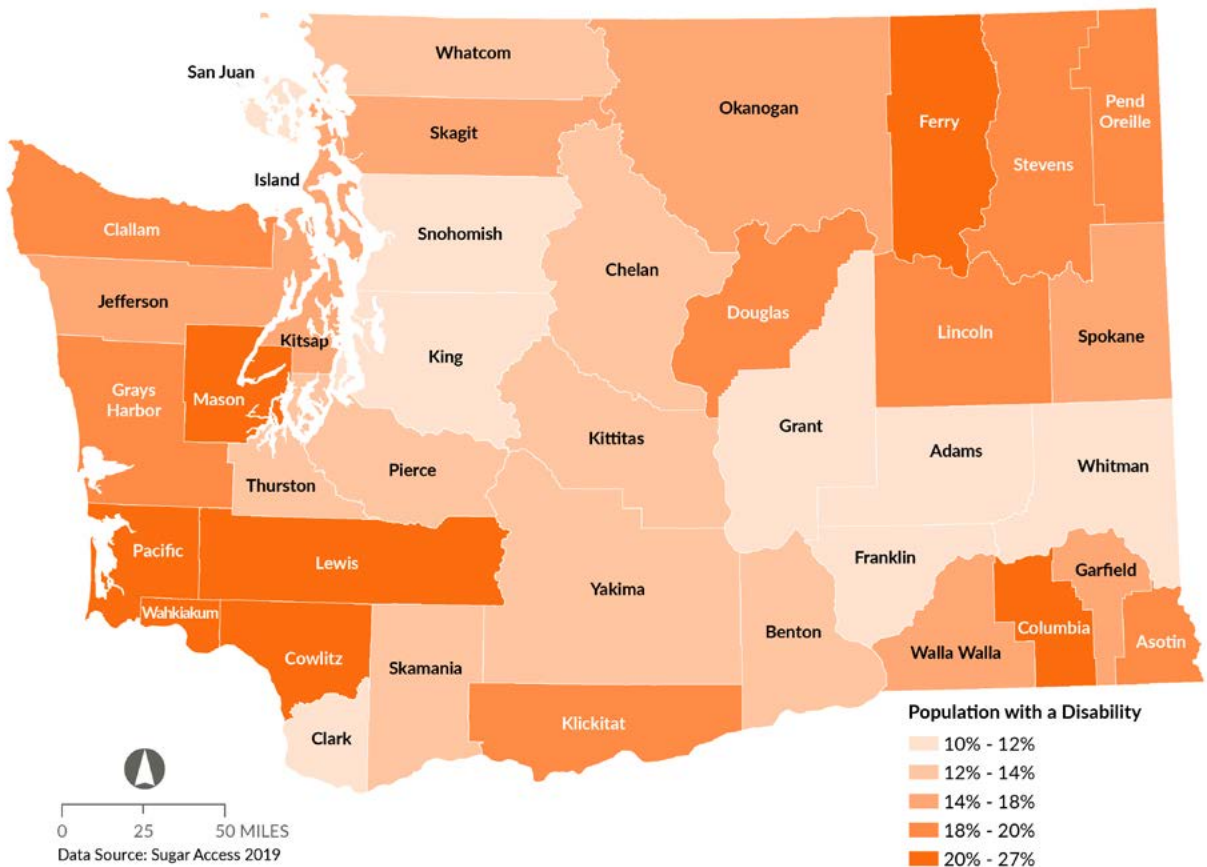 Whatcom
San Juan
Okanogan
Ferry
Pend
Oreille
Skagit
Stevens
Island
Clallam
Snohomish
Chelan
Jefferson
Douglas
Lincoln
Spokane
Kitsap
King
Grays
Harbor
Mason
Grant
Kittitas
Adams
Whitman
Pierce
Thurston
Pacific
Lewis
Franklin
Garfield
Yakima
Wahkiakum
Columbia
Benton
Asotin
Cowlitz
Walla Walla
Skamania
Klickitat
Clark
Population with a Disability
10% - 12%
12% - 14%
14% - 18%
18% - 20%
20% - 27%
0 25 50 MILES
Data Source: Sugar Access 2019